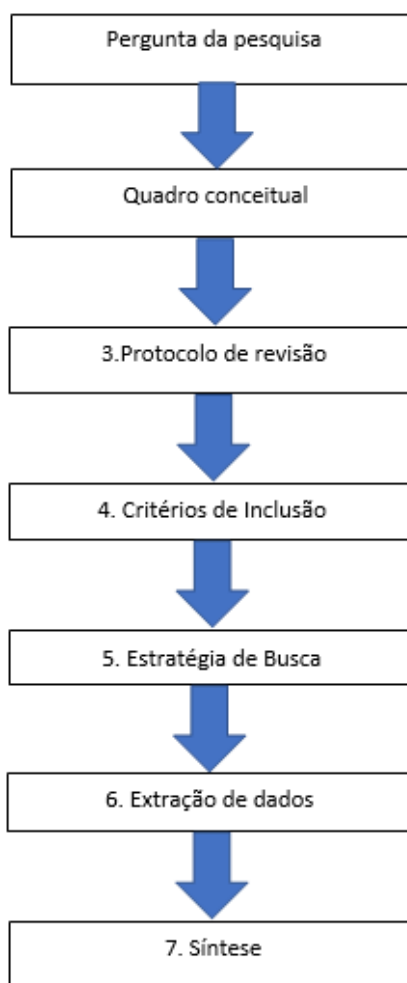 Pergunta da pesquisa
Quadro conceitual
3.Protocolo de revisão
4. Critérios de Inclusão
5. Estratégia de Busca
6. Extração de dados
7. Síntese